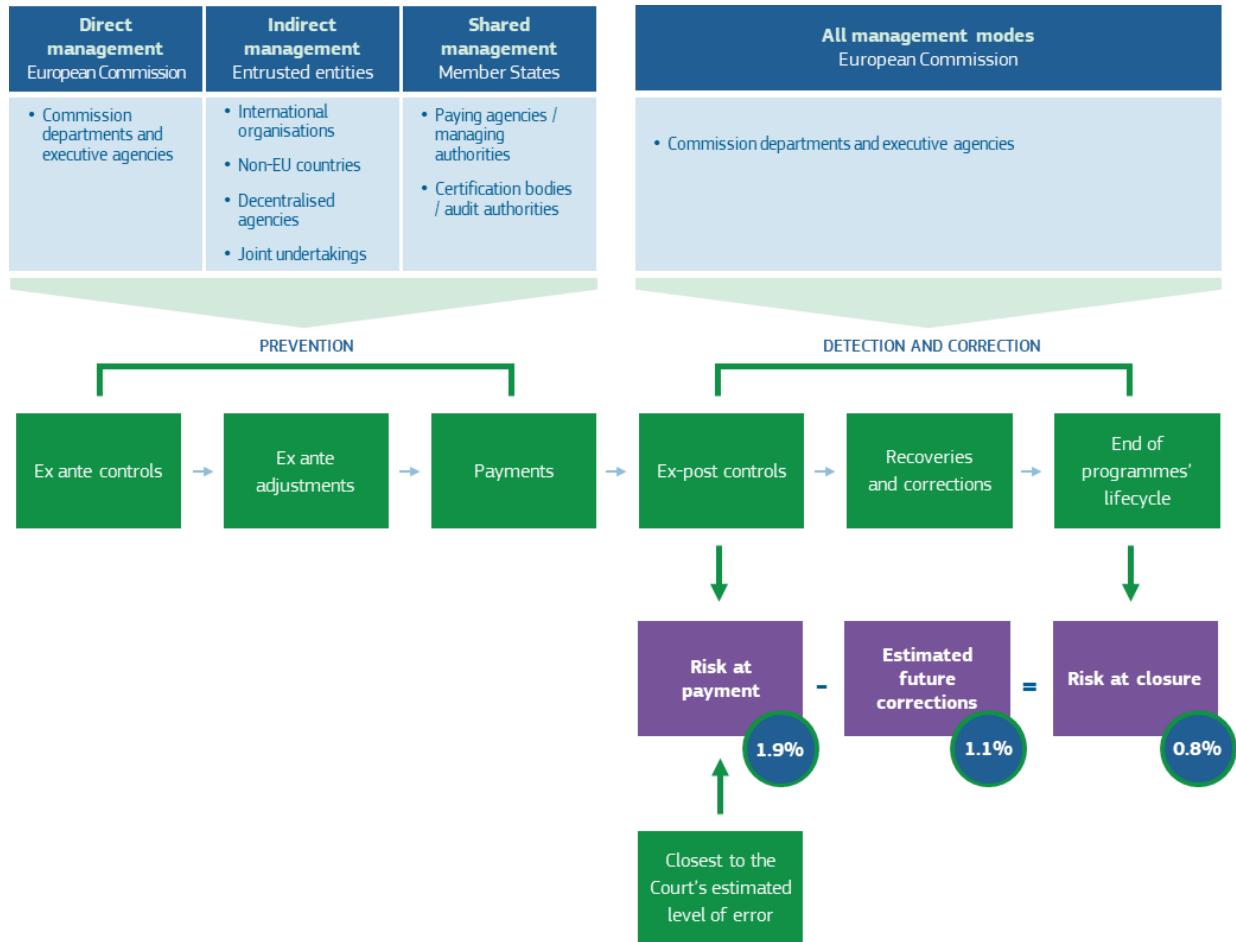 Direct
management
European Commission
Indirect
management
Entrusted entities
Shared
management
Member States
All management modes
European Commission
• Commission
departments and
executive agencies
• International
organisations
• Non-EU countries
• Decentralised
agencies
• Joint undertakings
• Paying agencies /
managing
authorities
• Certification bodies
/ audit authorities
• Commission departments and executive agencies
PREVENTION
DETECTION AND CORRECTION
Ex ante controls
Ex ante
adjustments
Payments
Ex-post controls
Recoveries
and corrections
End of
programmes'
lifecycle
Risk at
payment
1.9%
-
Estimated
future
corrections
1.1%
=
Risk at closure
0.8%
Closest to the
Court's estimated
level of error